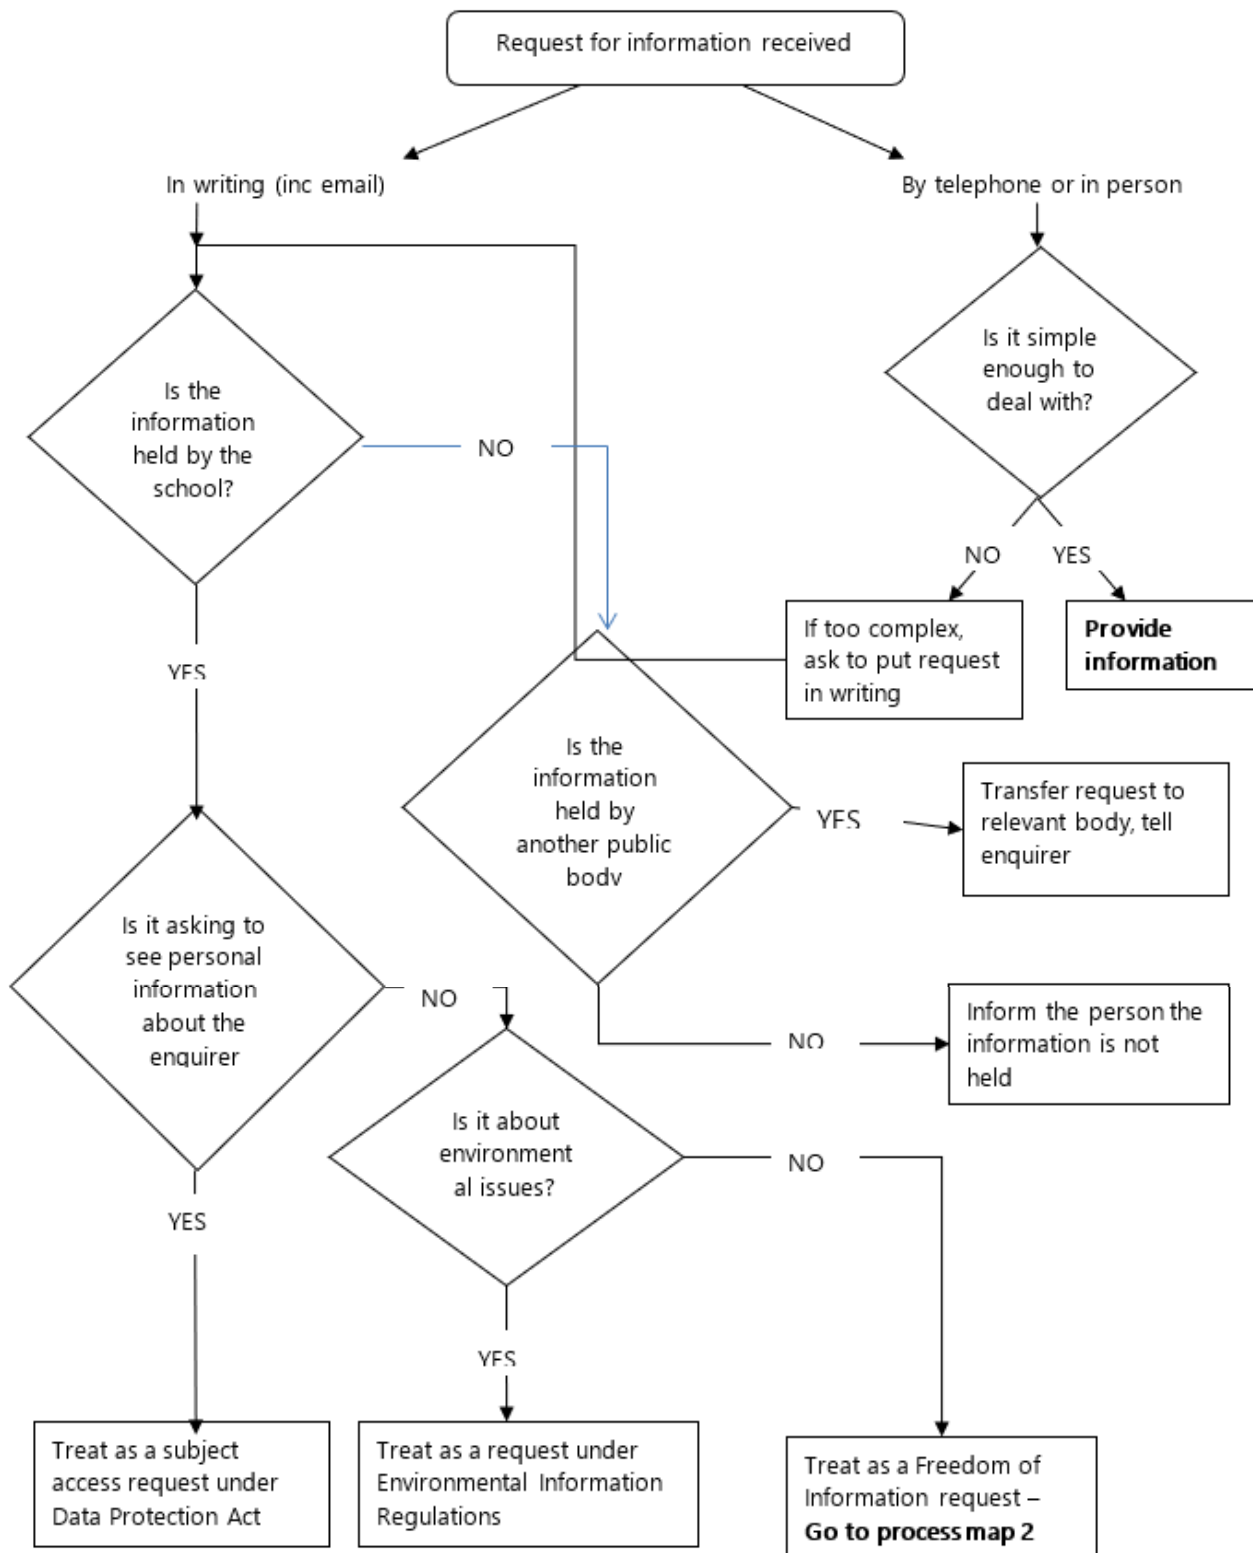 Request for information received
In writing (inc email)
By telephone or in person
Is it simple
enough to
deal with?
Is the
information
held by the
school?
NO
NO
YES
If too complex,
ask to put request
in writing
Provide
information
YES
Is the
information
held by
another public
body
YES
Transfer request to
relevant body, tell
enquirer
Is it asking to
see personal
information
about the
enquirer
NO
Inform the person the
information is not
held
NO
Is it about
environment
al issues?
NO
YES
YES
Treat as a subject
access request under
Data Protection Act
Treat as a request under
Environmental Information
Regulations
Treat as a Freedom of
Information request –
Go to process map 2